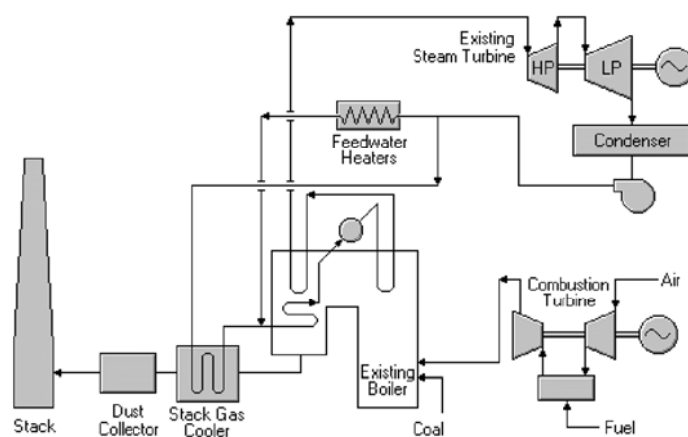 Existing
Steam Turbine
HP
LP
Feedwater
Heaters
Condenser
Combustion
Turbine
Air
Existing
Boiler
Stack
Dust
Collector
Stack Gas
Cooler
Coal
Fuel